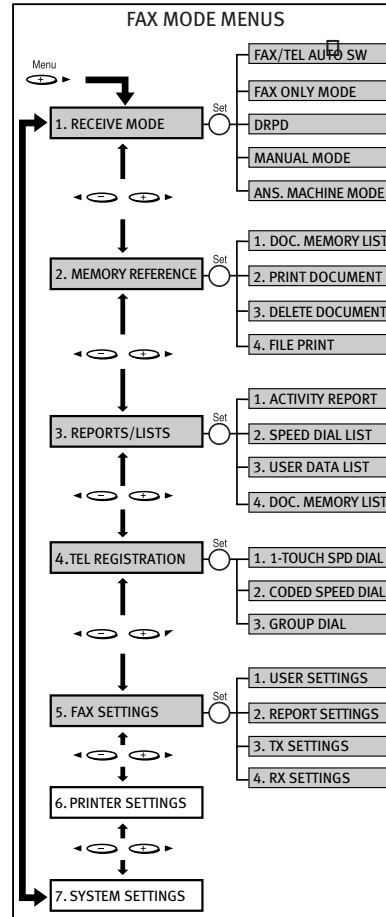 FAX MODE MENUS
Menu
+
1. RECEIVE MODE
Set
FAX/TEL AUTO SW
FAX ONLY MODE
DRPD
MANUAL MODE
ANS. MACHINE MODE
− +
2. MEMORY REFERENCE
Set
1. DOC. MEMORY LIST
2. PRINT DOCUMENT
3. DELETE DOCUMENT
4. FILE PRINT
− +
3. REPORTS/LISTS
Set
1. ACTIVITY REPORT
2. SPEED DIAL LIST
3. USER DATA LIST
4. DOC. MEMORY LIST
− +
4.TEL REGISTRATION
Set
1. 1-TOUCH SPD DIAL
2. CODED SPEED DIAL
3. GROUP DIAL
− +
5. FAX SETTINGS
Set
1. USER SETTINGS
2. REPORT SETTINGS
3. TX SETTINGS
4. RX SETTINGS
− +
6. PRINTER SETTINGS
− +
7. SYSTEM SETTINGS